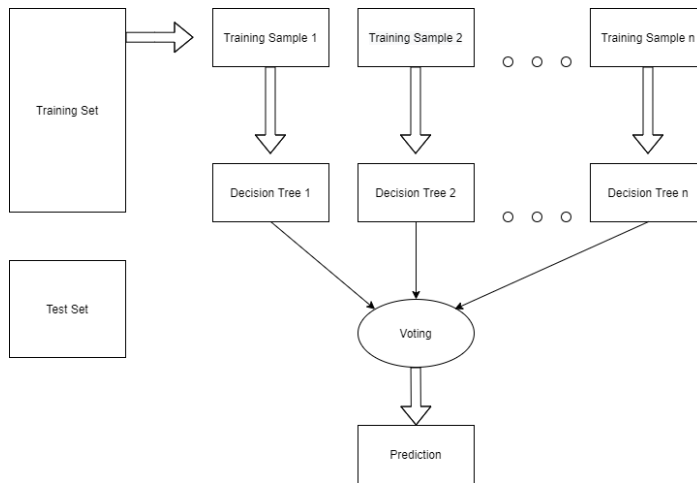 Training Set
Training Sample 1
Training Sample 2
Training Sample n
Decision Tree 1
Decision Tree 2
Decision Tree n
Test Set
Voting
Prediction